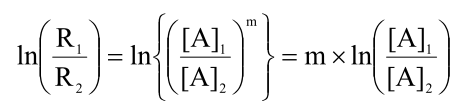 ln(R₁/R₂) = ln{([A]₁/[A]₂)ᵐ} = m × ln([A]₁/[A]₂)